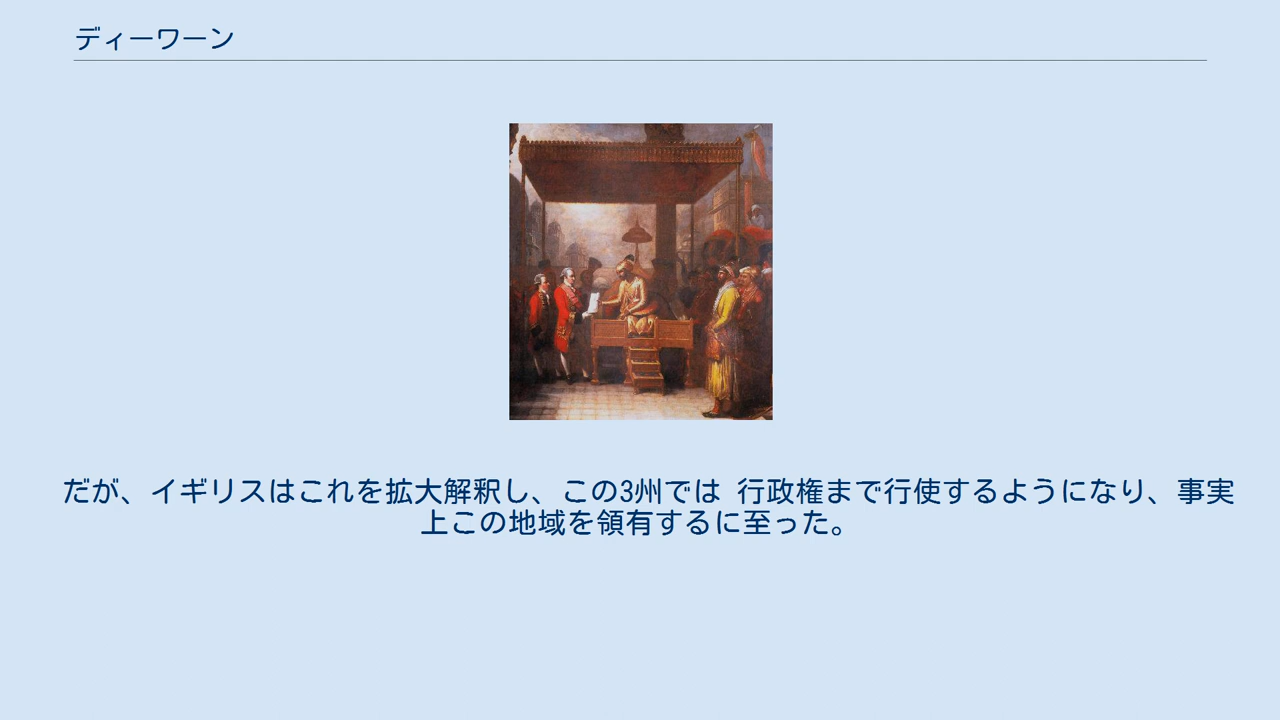 ディーワーン
だが、イギリスはこれを拡大解釈し、この3州では 行政権まで行使するようになり、事実
上この地域を領有するに至った。